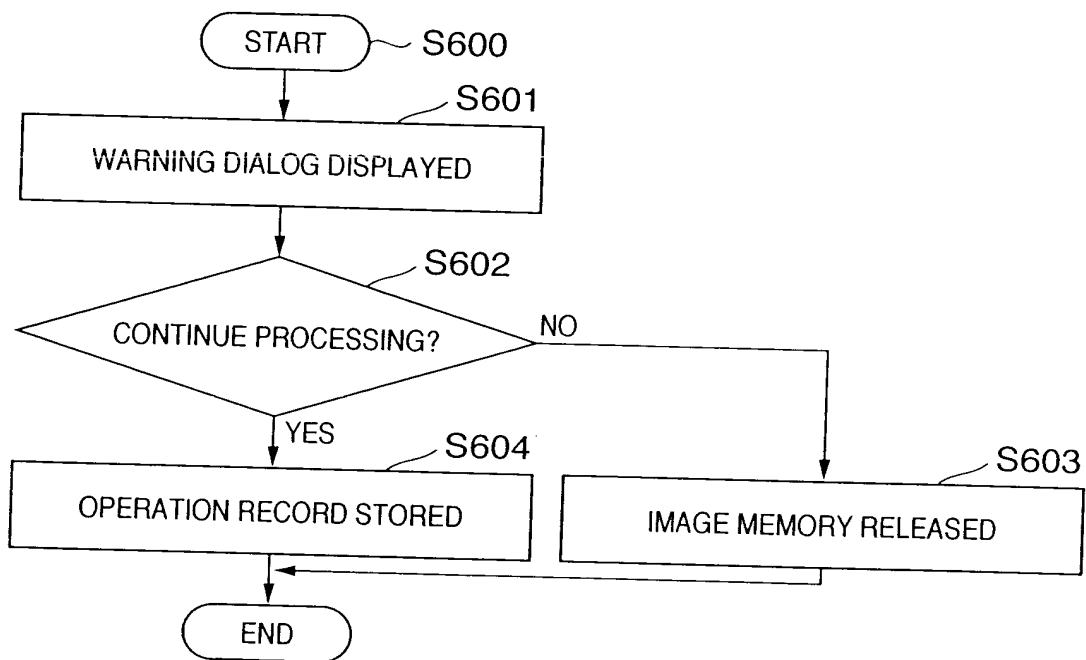 START
S600
S601
WARNING DIALOG DISPLAYED
S602
CONTINUE PROCESSING?
NO
YES
S604
S603
OPERATION RECORD STORED
IMAGE MEMORY RELEASED
END